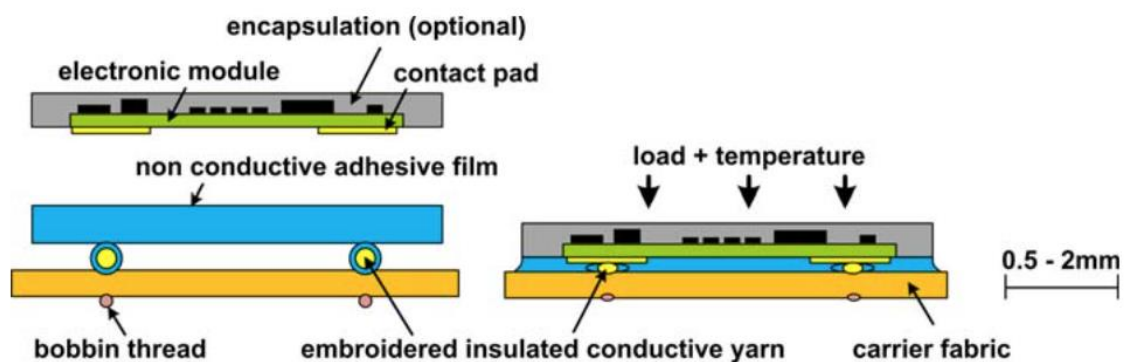 encapsulation (optional)
electronic module
contact pad
non conductive adhesive film
load + temperature
0.5 - 2mm
bobbin thread
embroidered insulated conductive yarn
carrier fabric